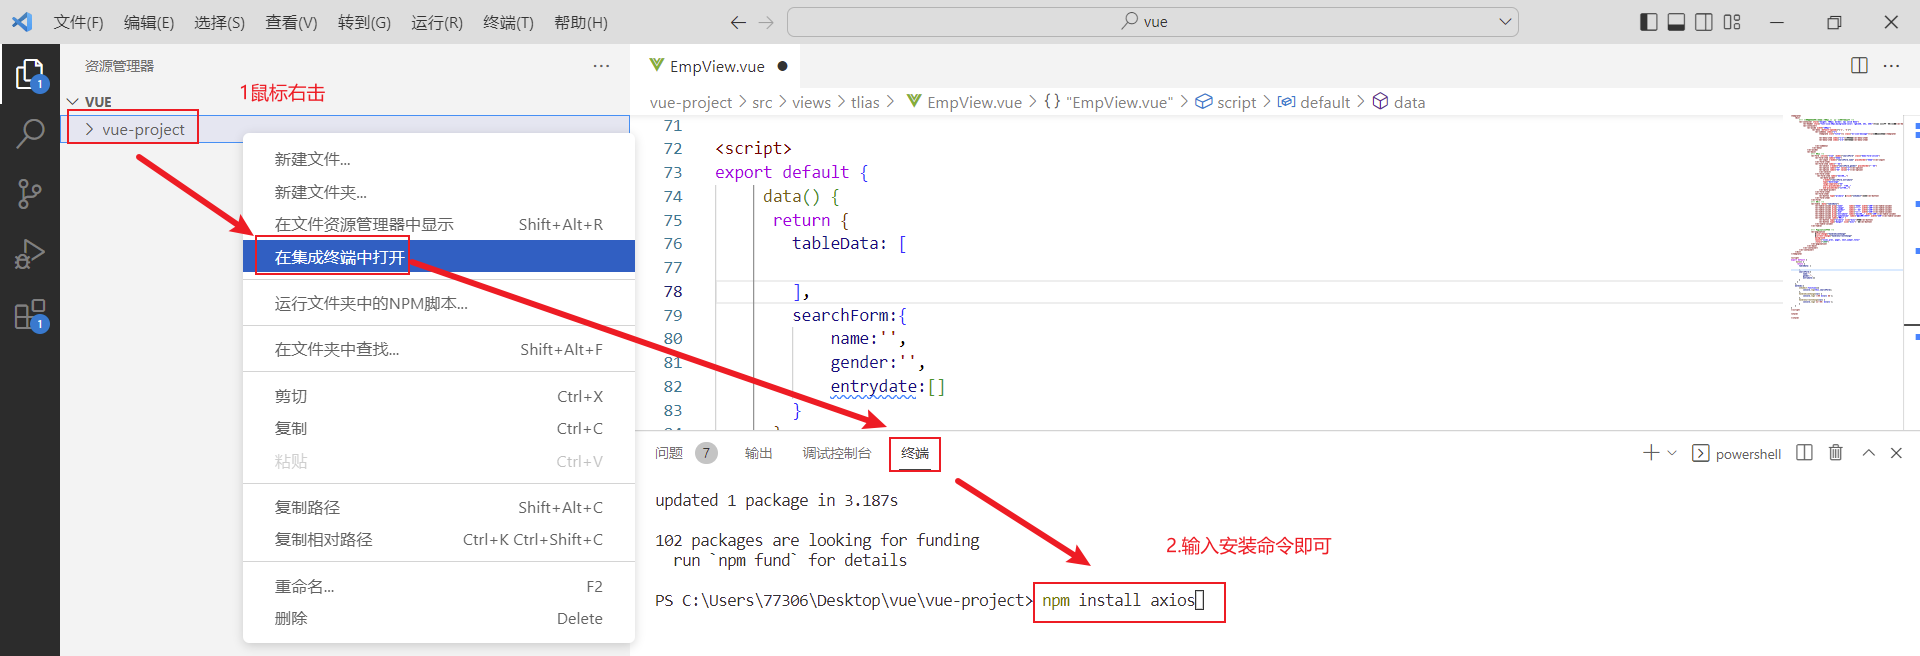 文件(F) 编辑(E) 选择(S) 查看(V) 转到(G) 运行(R) 终端(T) 帮助(H) vue
资源管理器 ···
VUE
vue-project
1鼠标右击
1
1
新建文件...
新建文件夹...
在文件资源管理器中显示 Shift+Alt+R
在集成终端中打开
运行文件夹中的NPM脚本...
在文件夹中查找... Shift+Alt+F
剪切 Ctrl+X
复制 Ctrl+C
粘贴 Ctrl+V
复制路径 Shift+Alt+C
复制相对路径 Ctrl+K Ctrl+Shift+C
重命名... F2
删除 Delete
EmpView.vue ●
vue-project > src > views > tlias > EmpView.vue > {} "EmpView.vue" > script > default > data
71
72 <script>
73 export default {
74 data() {
75 return {
76 tableData: [
77
78 ],
79 searchForm:{
80 name:'',
81 gender:'',
82 entrydate:[]
83 }
问题 7 输出 调试控制台 终端 powershell
updated 1 package in 3.187s
102 packages are looking for funding
run `npm fund` for details
2.输入安装命令即可
PS C:\Users\77306\Desktop\vue\vue-project> npm install axios